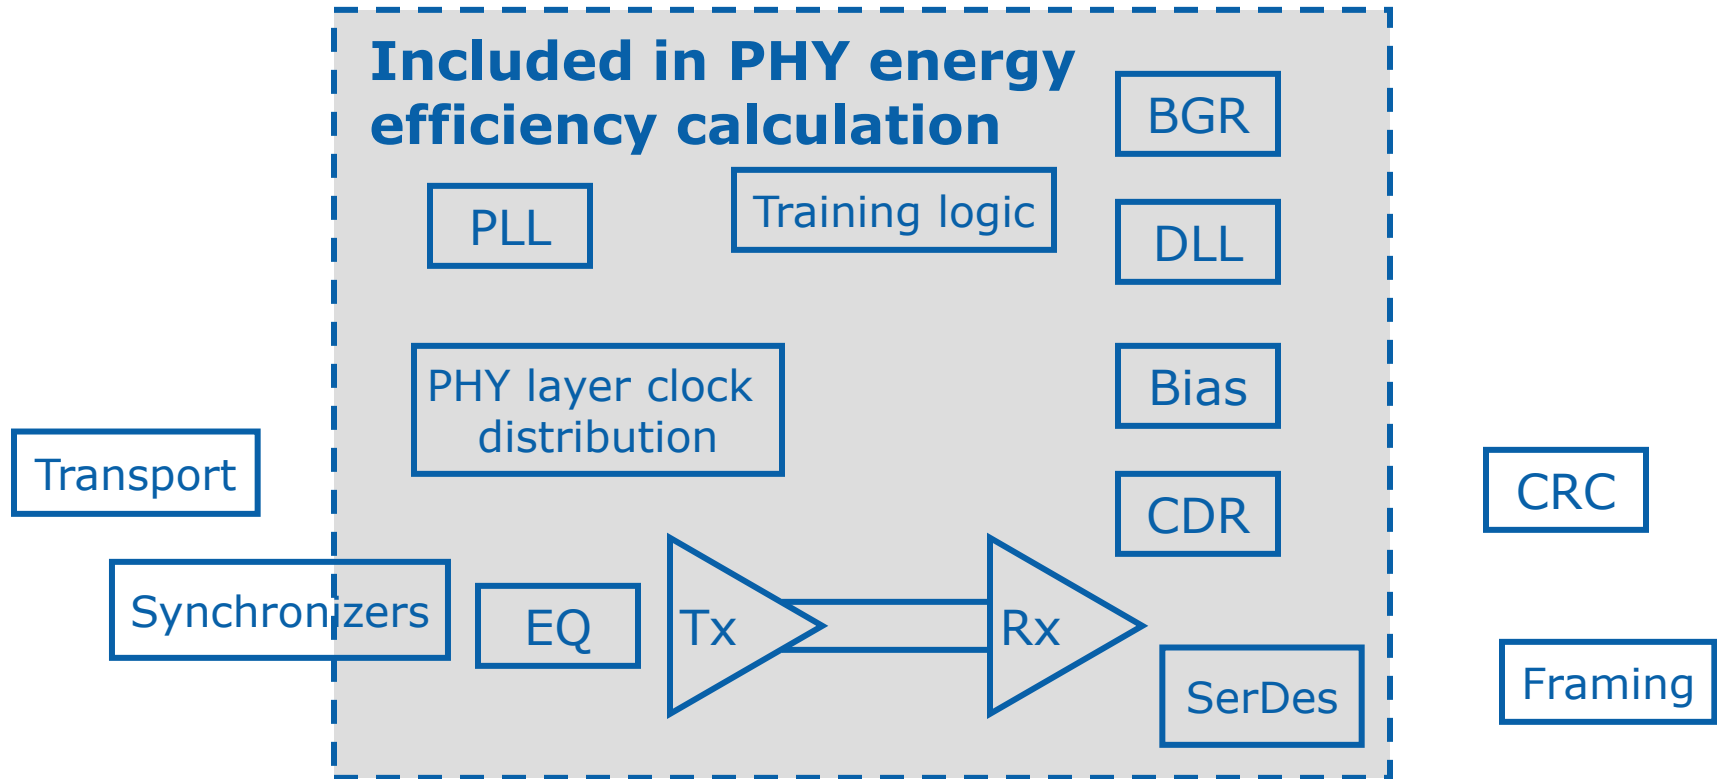 Included in PHY energy
efficiency calculation
BGR
PLL
Training logic
DLL
PHY layer clock
distribution
Bias
Transport
CDR
CRC
Synchronizers
EQ
Tx
Rx
SerDes
Framing